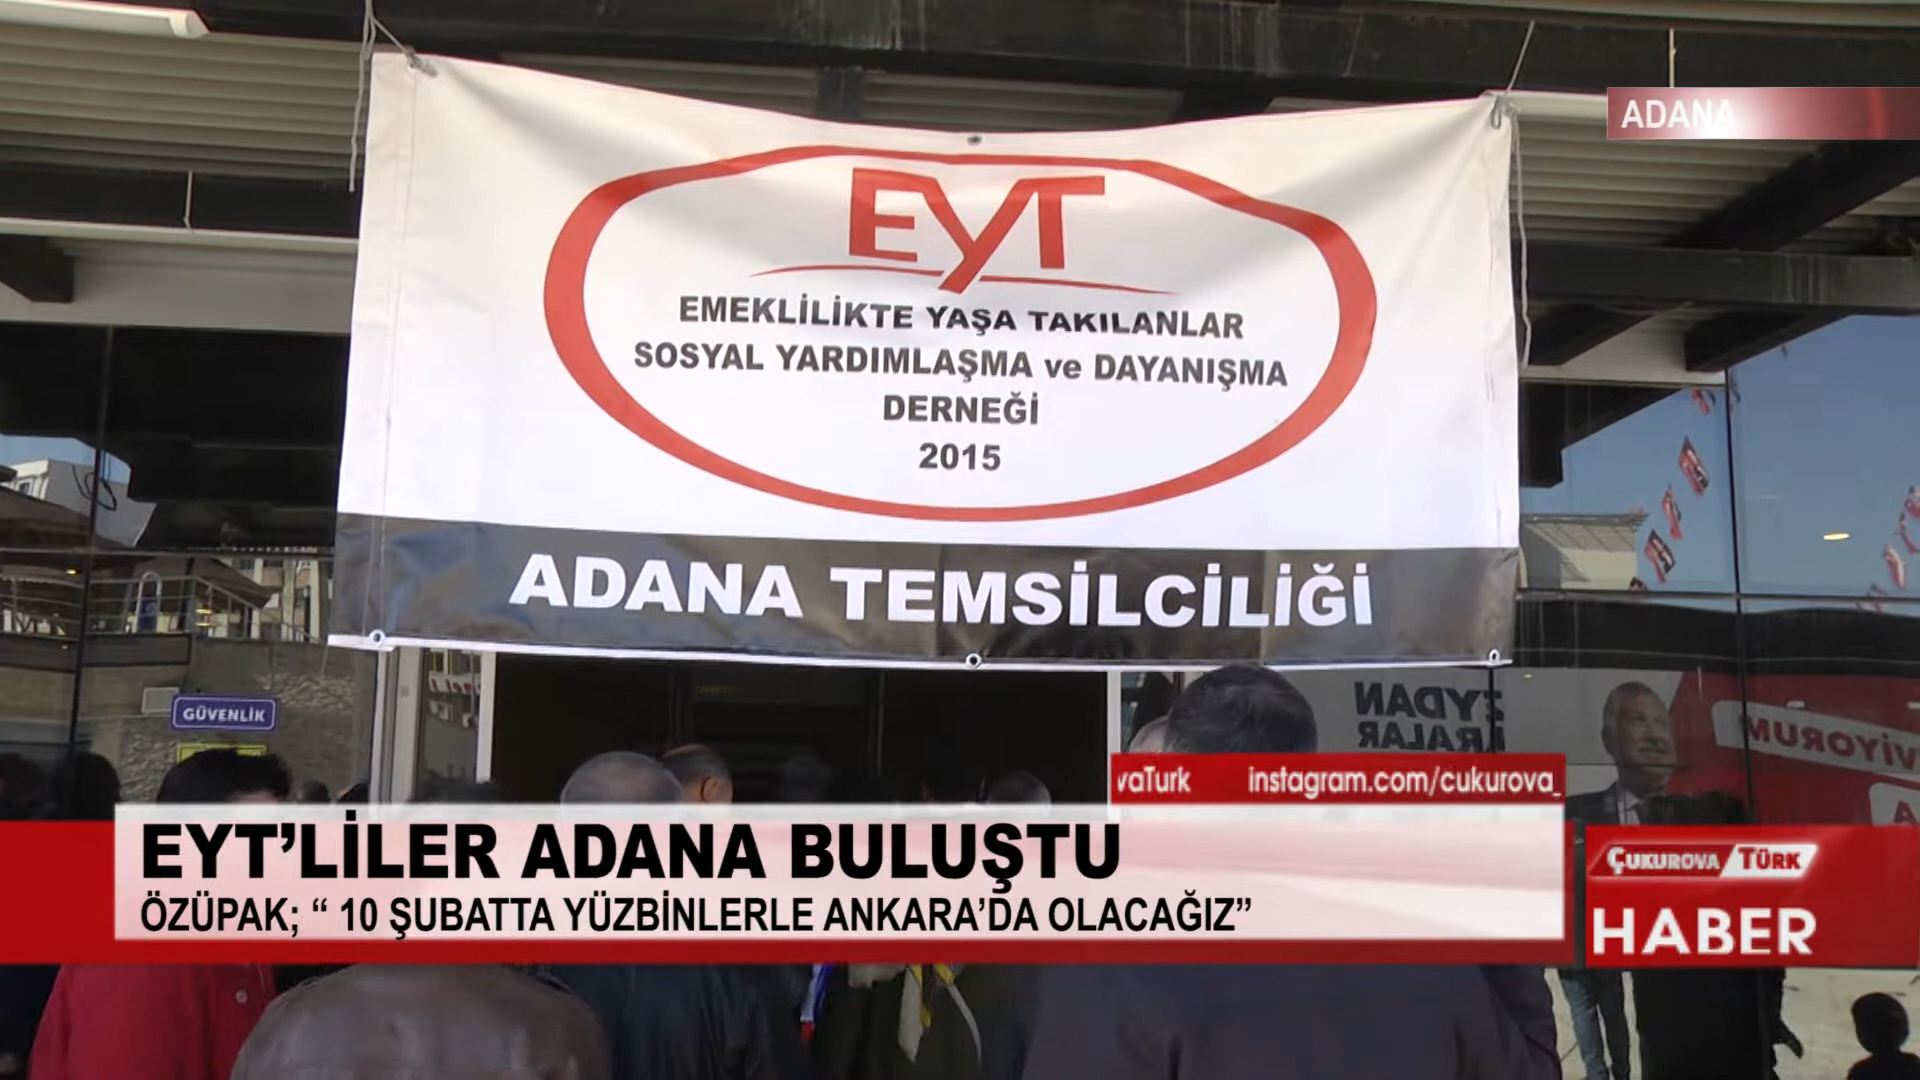 ADANA
EYT
EMEKLİLİKTE YAŞA TAKILANLAR
SOSYAL YARDIMLAŞMA ve DAYANIŞMA
DERNEĞİ
2015
ADANA TEMSİLCİLİĞİ
GÜVENLİK
vaTurk instagram.com/cukurova_
EYT'LİLER ADANA BULUŞTU
ÖZÜPAK; “ 10 ŞUBATTA YÜZBİNLERLE ANKARA'DA OLACAĞIZ”
ÇUKUROVA TÜRK
HABER